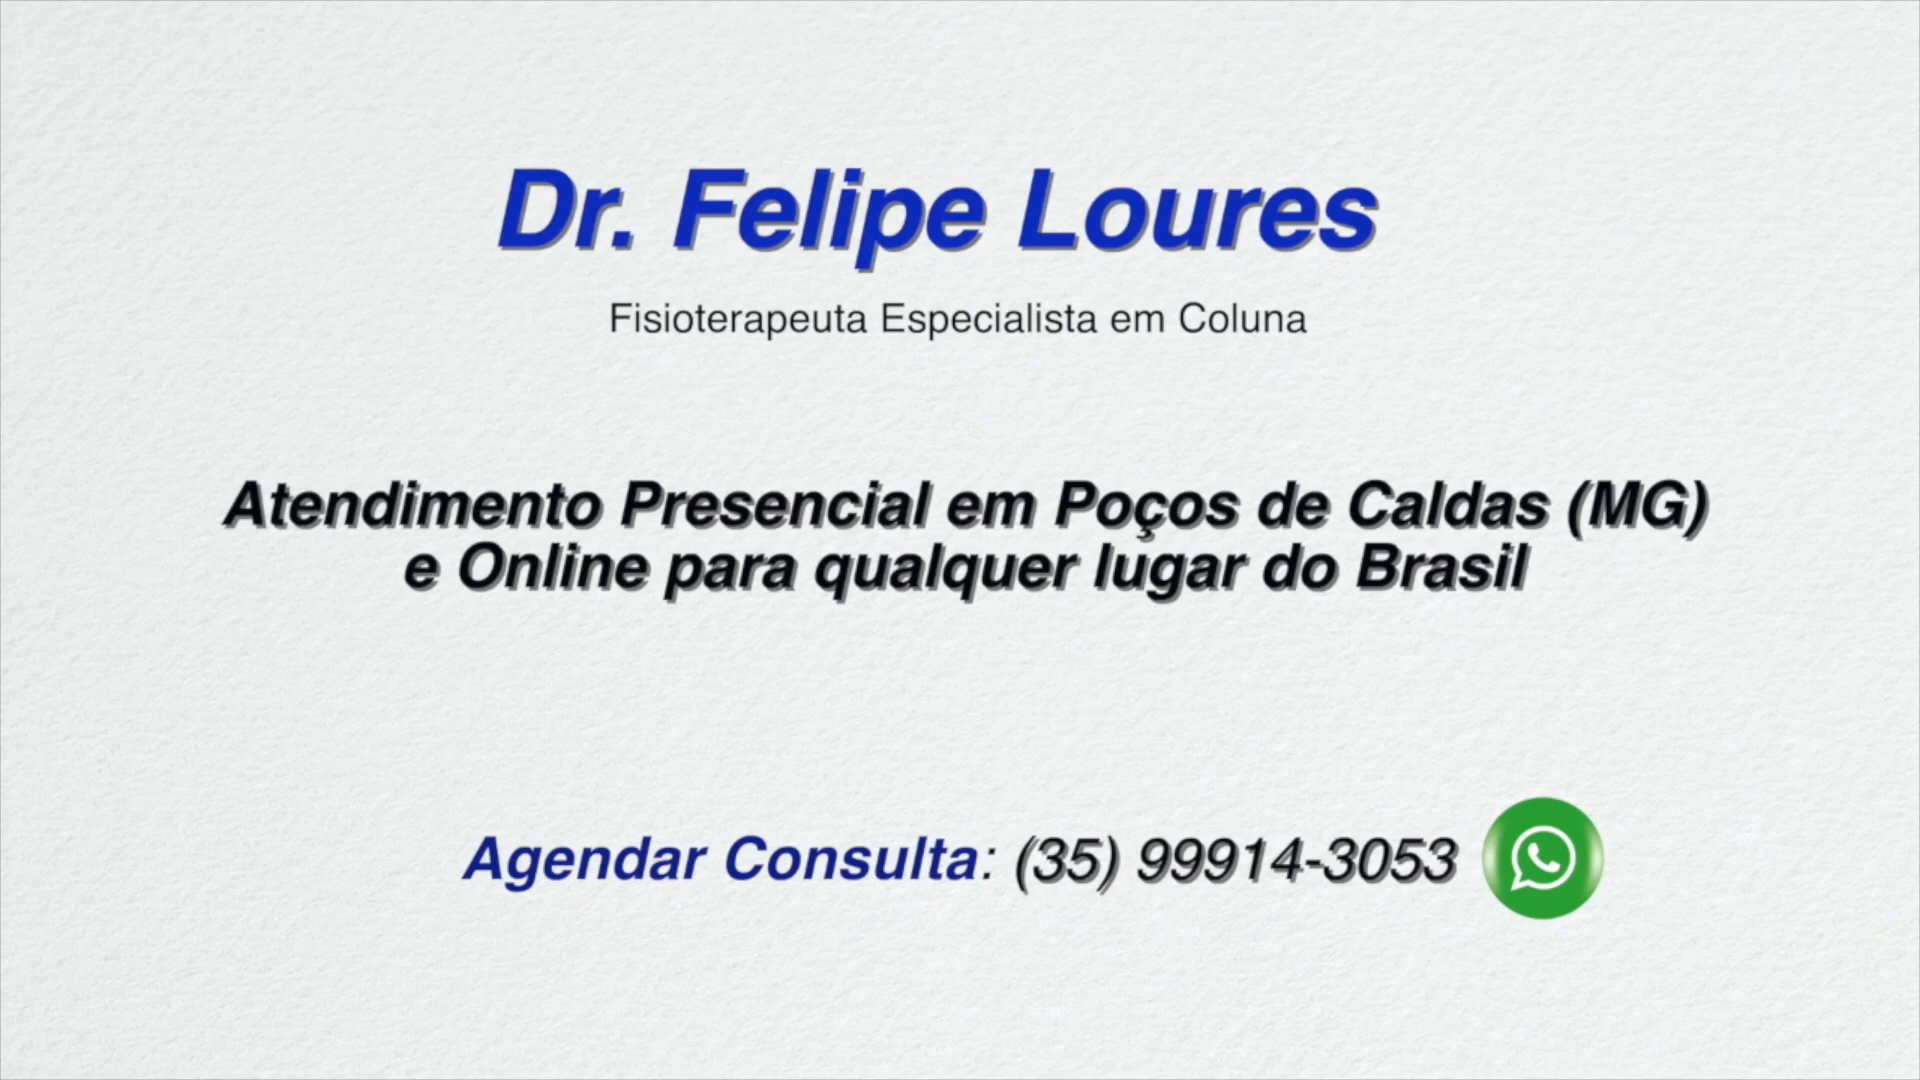 Dr. Felipe Loures
Fisioterapeuta Especialista em Coluna
Atendimento Presencial em Poços de Caldas (MG)
e Online para qualquer lugar do Brasil
Agendar Consulta: (35) 99914-3053